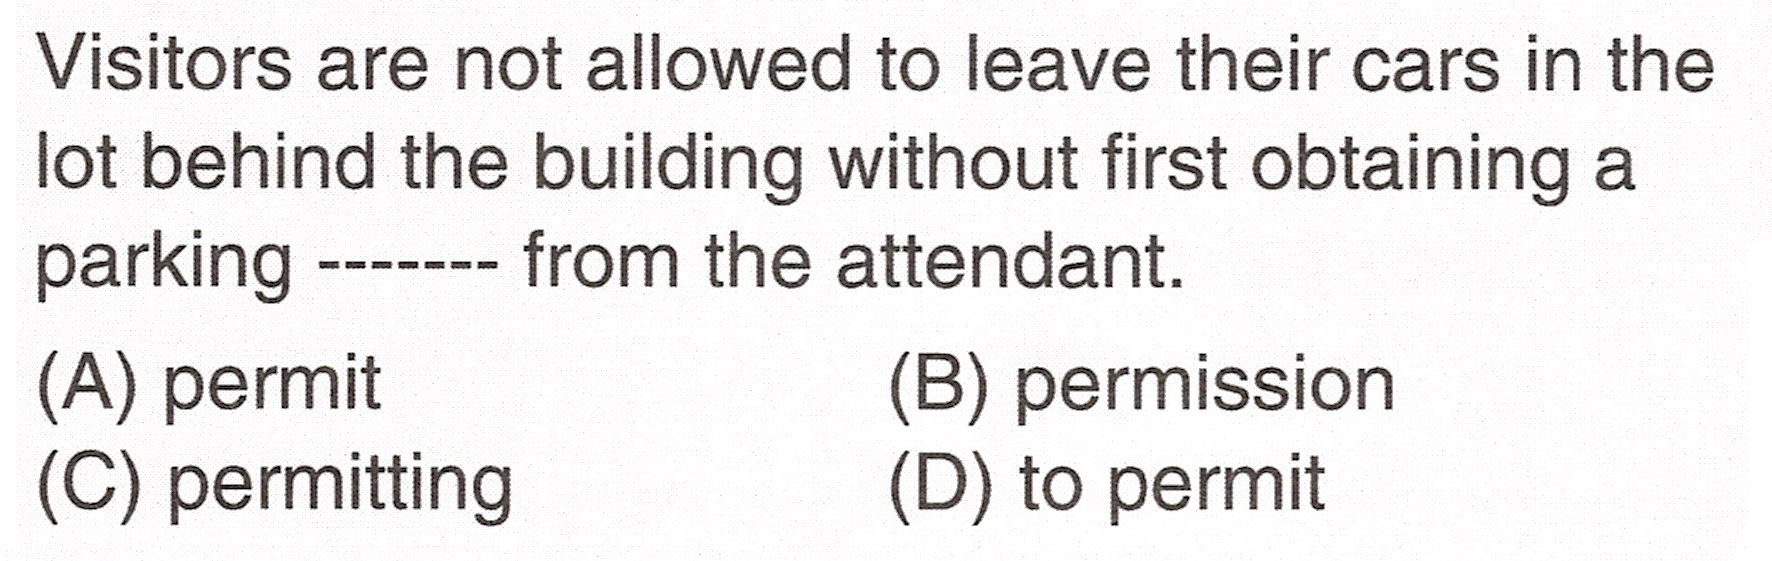 Visitors are not allowed to leave their cars in the
lot behind the building without first obtaining a
parking ------- from the attendant.
(A) permit (B) permission
(C) permitting (D) to permit